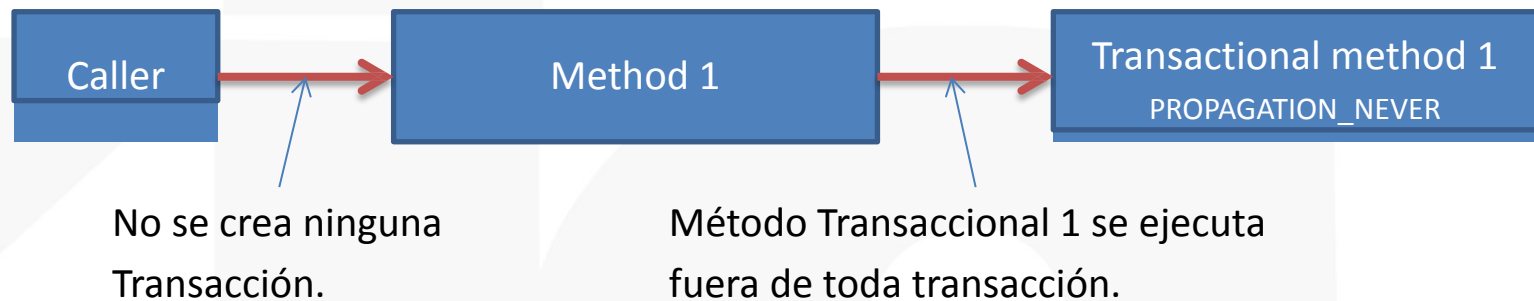 Caller
Method 1
Transactional method 1
PROPAGATION_NEVER
No se crea ninguna
Transacción.
Método Transaccional 1 se ejecuta
fuera de toda transacción.